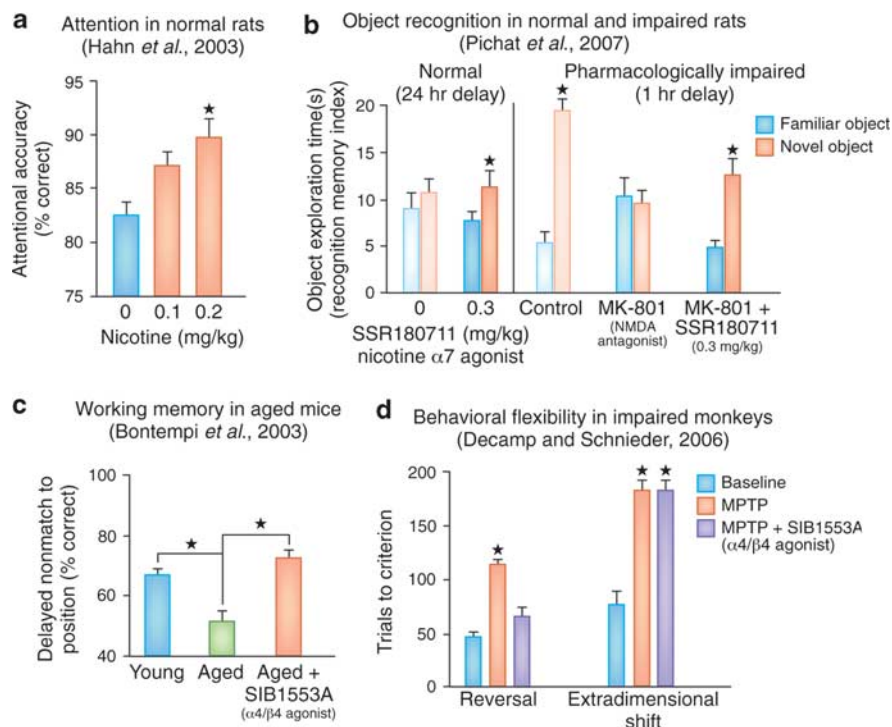 a
Attention in normal rats
(Hahn et al., 2003)
Attentional accuracy
(% correct)
95
90
85
80
75
★
0 0.1 0.2
Nicotine (mg/kg)
b
Object recognition in normal and impaired rats
(Pichat et al., 2007)
Normal
(24 hr delay)
Pharmacologically impaired
(1 hr delay)
Object exploration time(s)
(recognition memory index)
20
15
10
5
0
★
★
★
Familiar object
Novel object
0 0.3
SSR180711 (mg/kg)
nicotine α7 agonist
Control
MK-801
(NMDA
antagonist)
MK-801 +
SSR180711
(0.3 mg/kg)
c
Working memory in aged mice
(Bontempi et al., 2003)
Delayed nonmatch to
position (% correct)
100
80
60
40
★
★
Young
Aged
Aged +
SIB1553A
(α4/β4 agonist)
d
Behavioral flexibility in impaired monkeys
(Decamp and Schnieder, 2006)
Trials to criterion
200
150
100
50
0
★
★ ★
Baseline
MPTP
MPTP + SIB1553A
(α4/β4 agonist)
Reversal
Extradimensional
shift